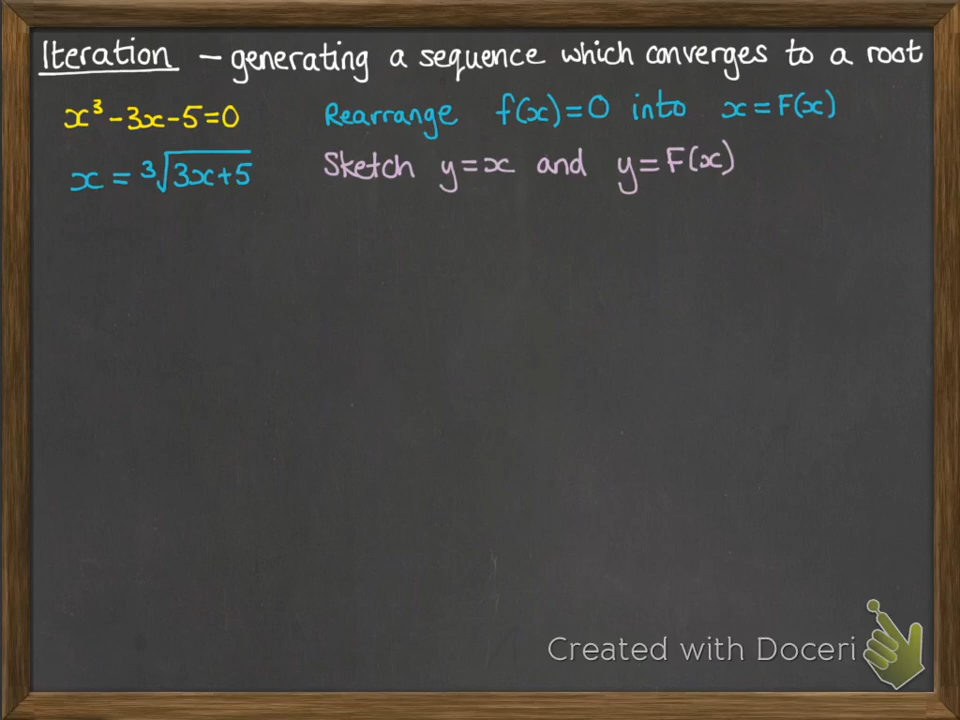 Iteration – generating a sequence which converges to a root
x³ - 3x - 5 = 0 Rearrange f(x) = 0 into x = F(x)
x = ∛(3x+5) Sketch y = x and y = F(x)
Created with Doceri